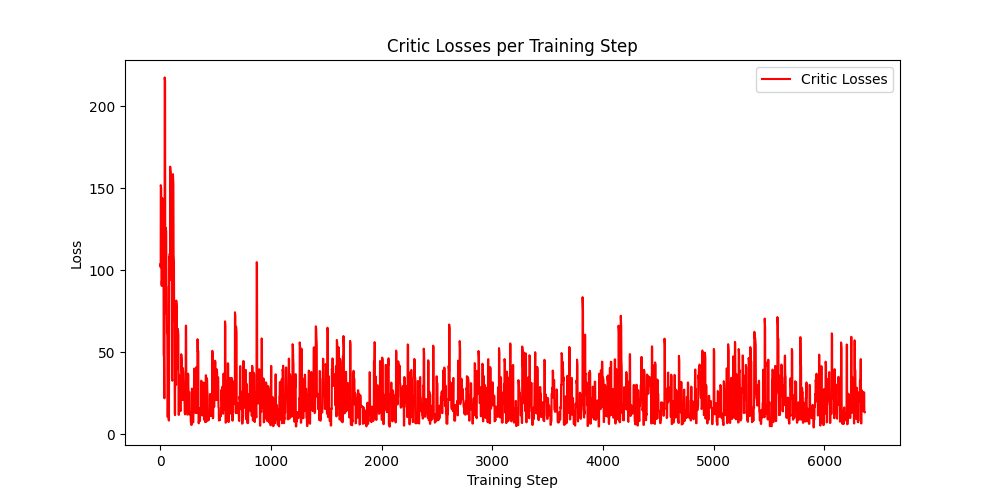 Critic Losses per Training Step
Critic Losses
Loss
200
150
100
50
0
0 1000 2000 3000 4000 5000 6000
Training Step